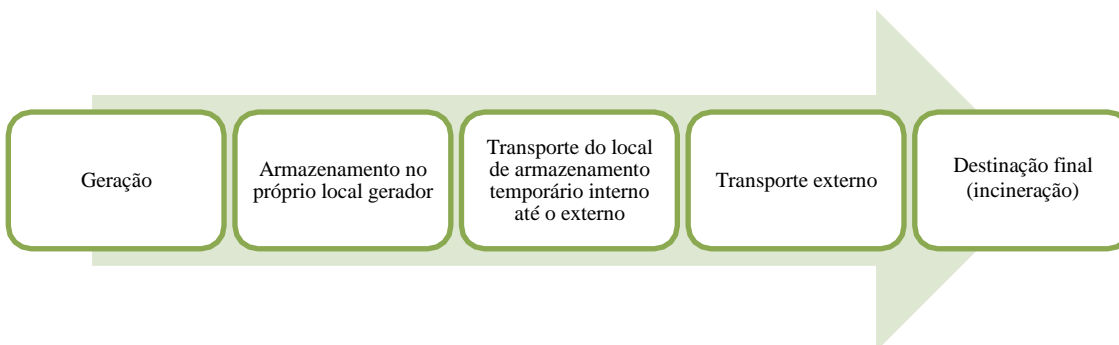 Geração
Armazenamento no
próprio local gerador
Transporte do local
de armazenamento
temporário interno
até o externo
Transporte externo
Destinação final
(incineração)